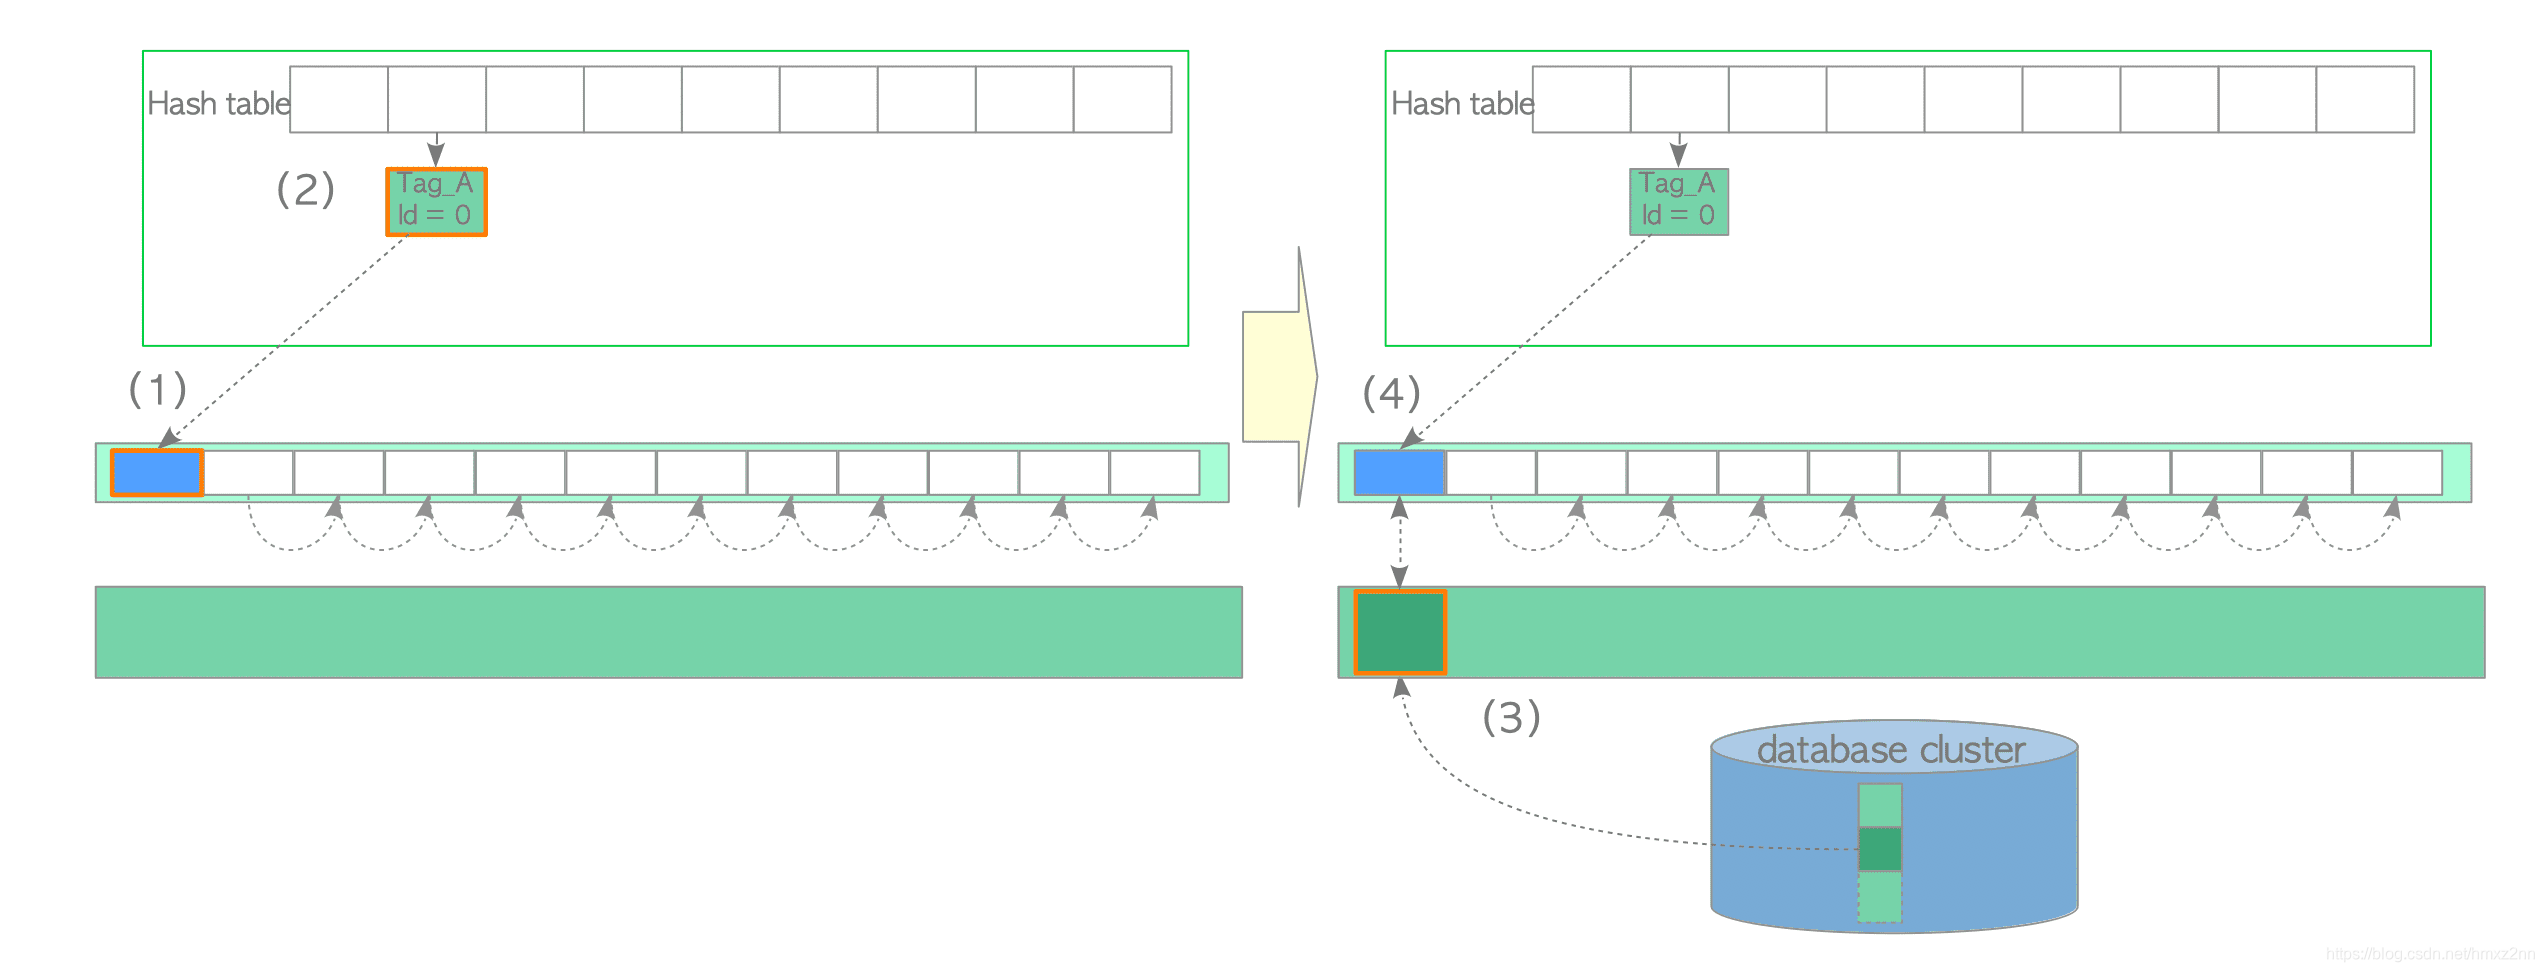 Hash table
(2)
Tag_A
Id = 0
(1)
Hash table
Tag_A
Id = 0
(4)
(3)
database cluster
https://blog.csdn.net/hmxz2nn